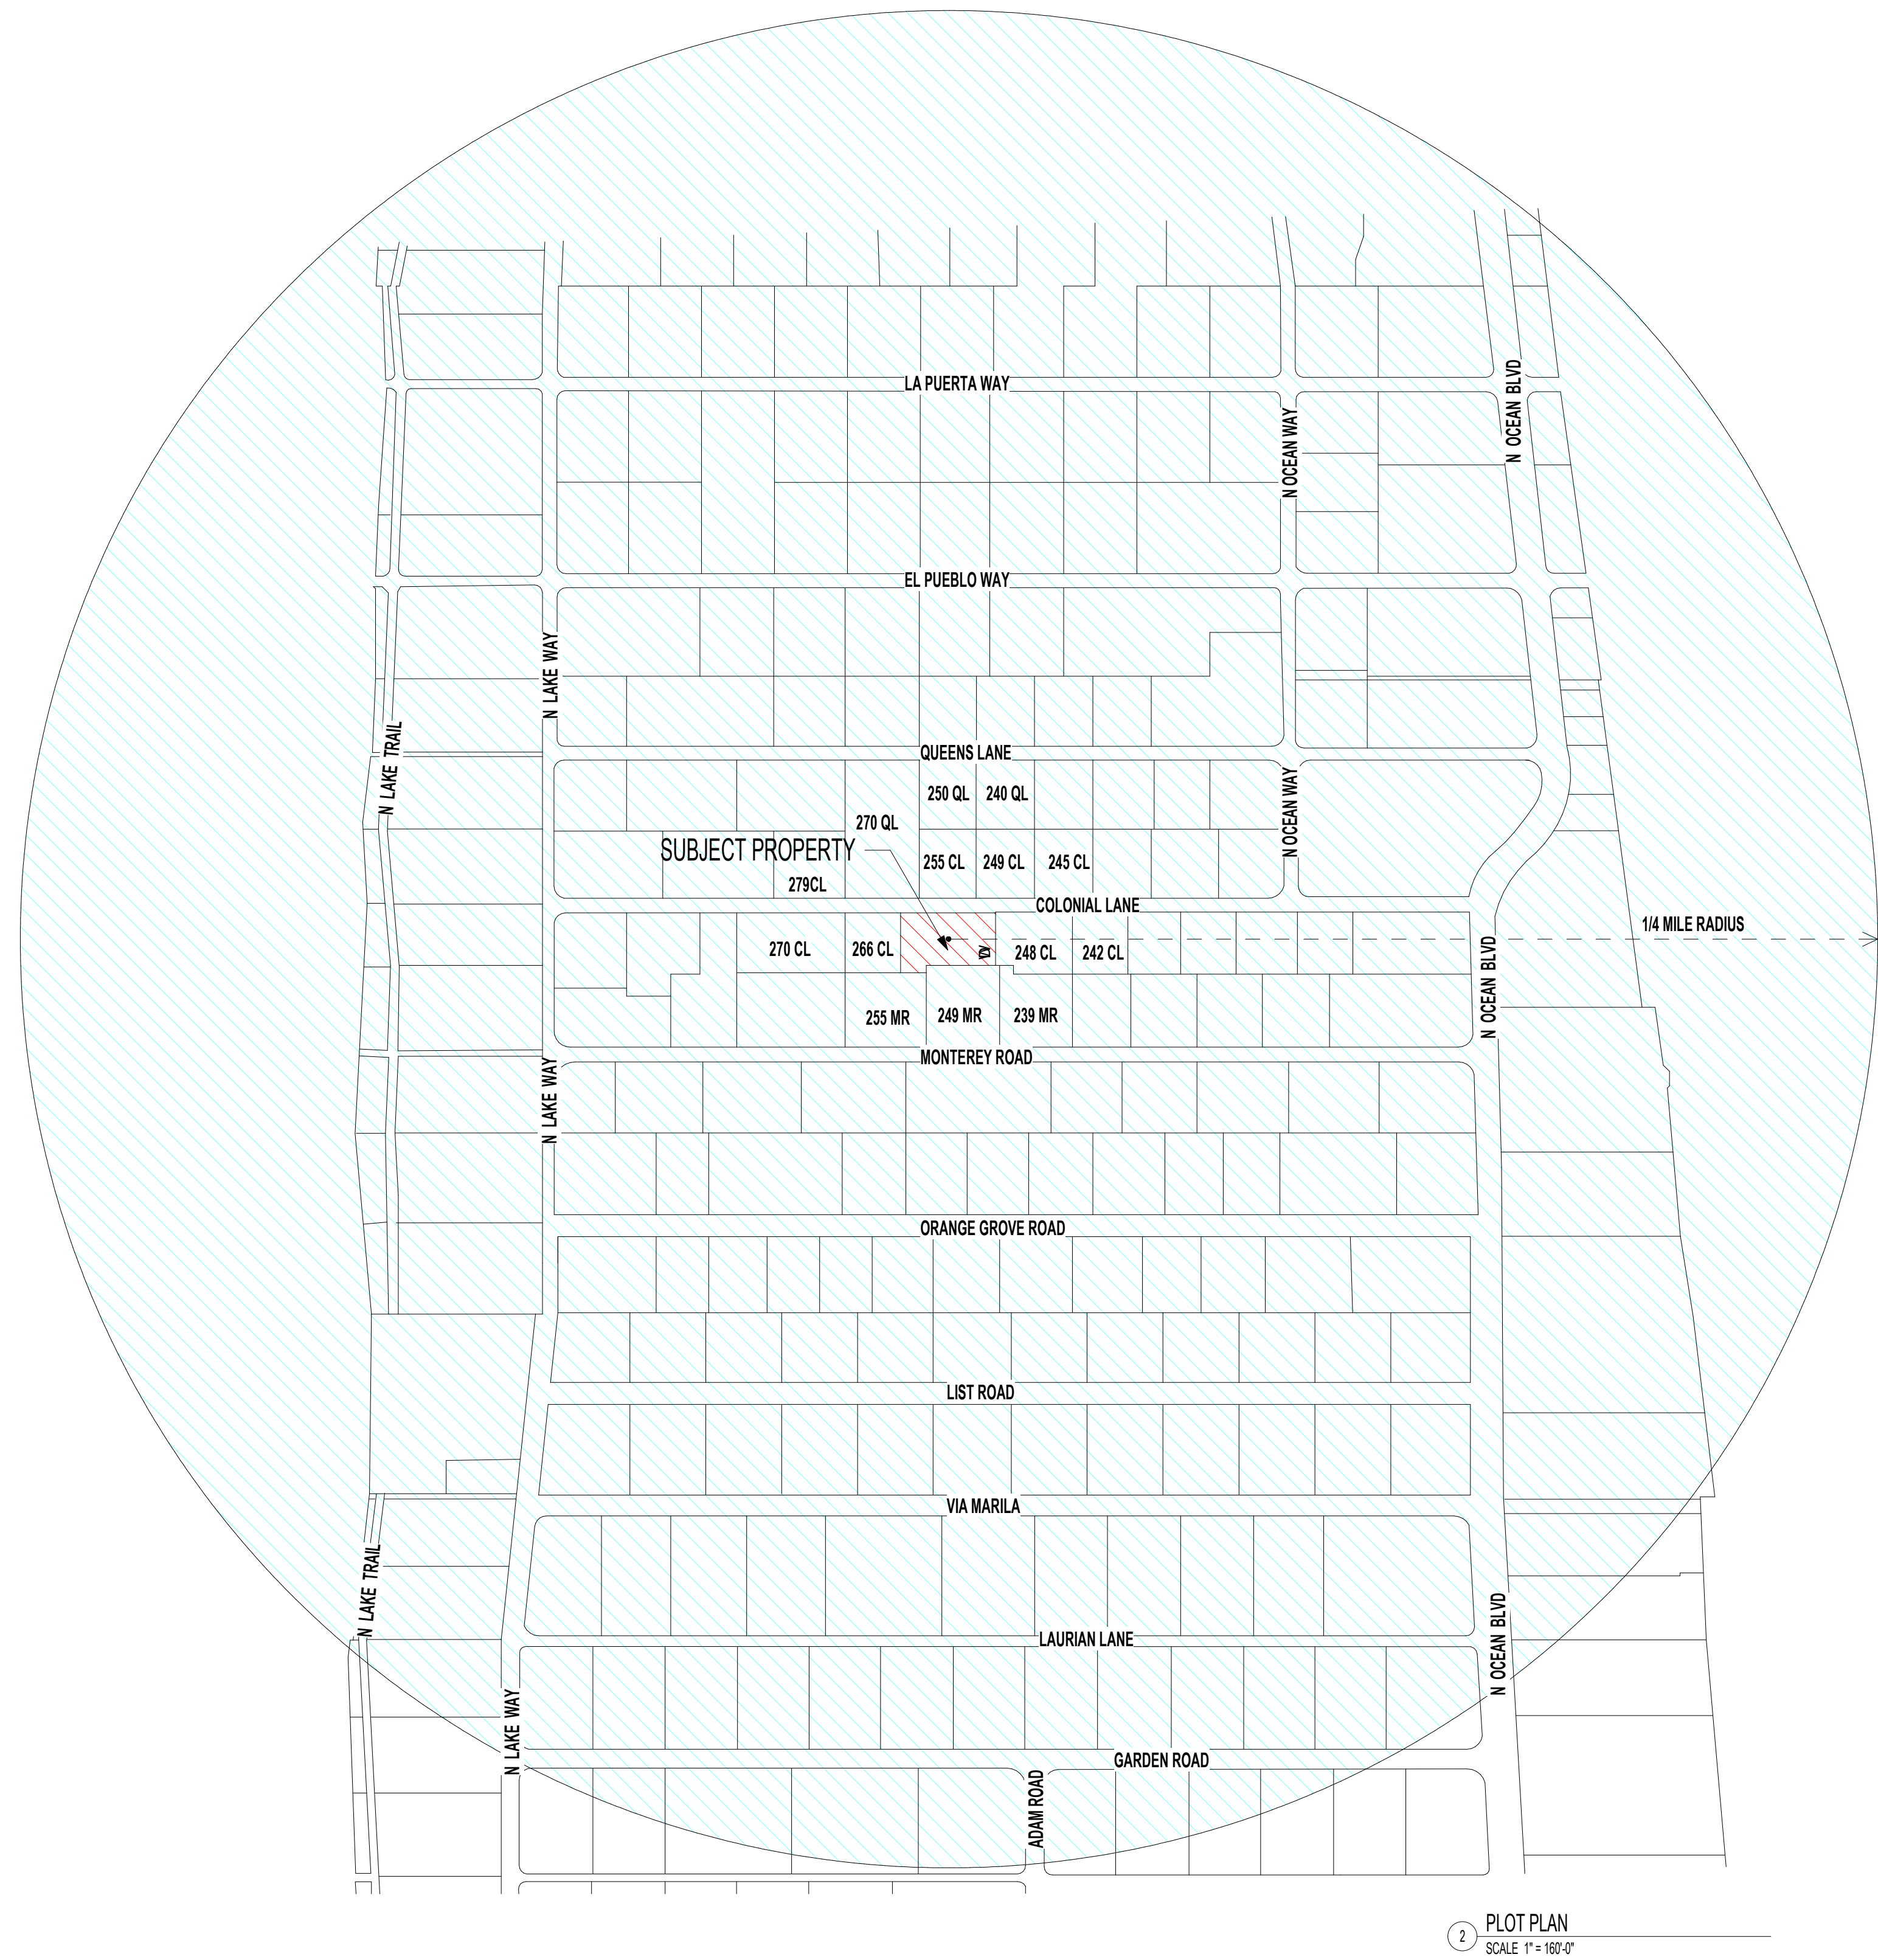 LA PUERTA WAY
N OCEAN BLVD
N OCEAN WAY
EL PUEBLO WAY
N LAKE WAY
N LAKE TRAIL
QUEENS LANE
250 QL
240 QL
N OCEAN WAY
270 QL
SUBJECT PROPERTY
255 CL
249 CL
245 CL
279CL
COLONIAL LANE
1/4 MILE RADIUS
270 CL
266 CL
248 CL
242 CL
N OCEAN BLVD
255 MR
249 MR
239 MR
MONTEREY ROAD
N LAKE WAY
ORANGE GROVE ROAD
LIST ROAD
VIA MARILA
N LAKE TRAIL
LAURIAN LANE
N OCEAN BLVD
N LAKE WAY
GARDEN ROAD
ADAM ROAD
2
PLOT PLAN
SCALE 1" = 160'-0"